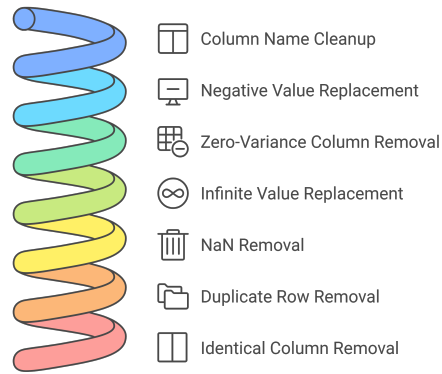 Column Name Cleanup
Negative Value Replacement
Zero-Variance Column Removal
Infinite Value Replacement
NaN Removal
Duplicate Row Removal
Identical Column Removal